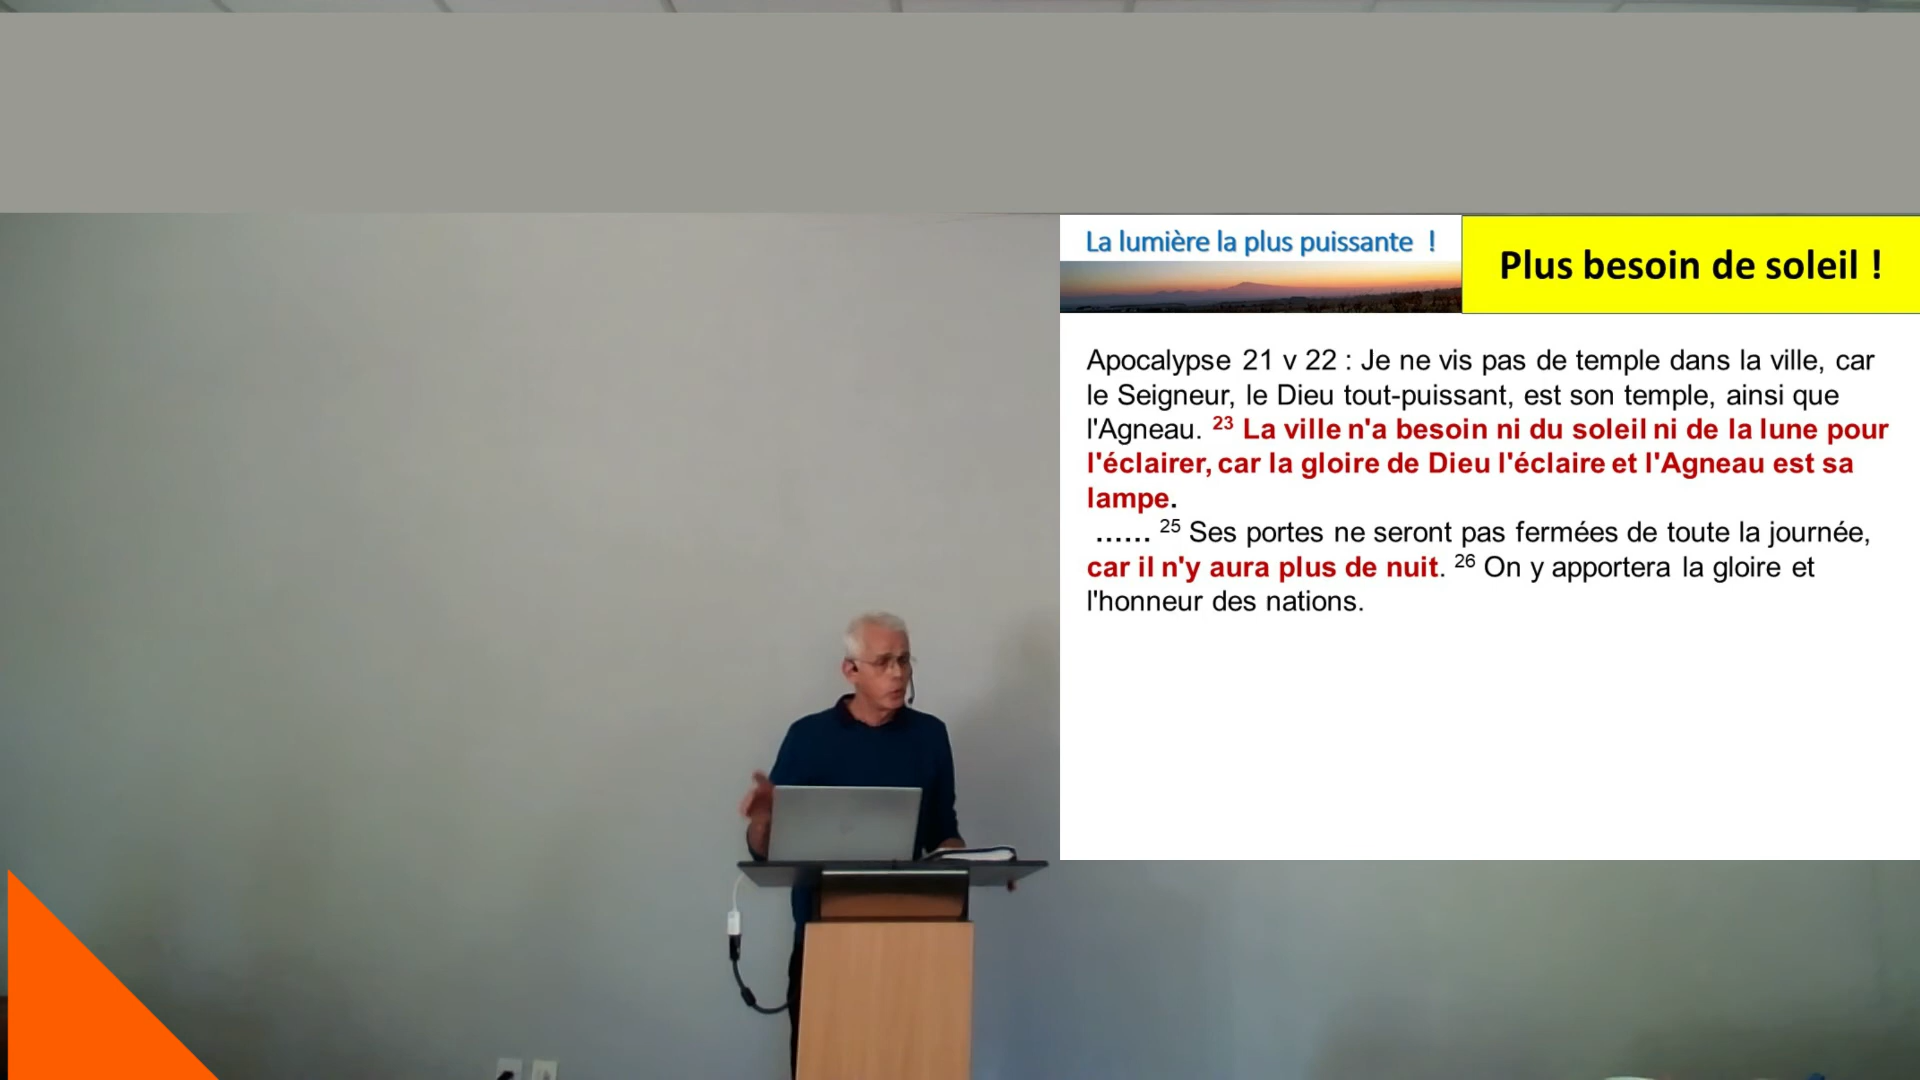 La lumière la plus puissante !
Plus besoin de soleil !
Apocalypse 21 v 22 : Je ne vis pas de temple dans la ville, car
le Seigneur, le Dieu tout-puissant, est son temple, ainsi que
l'Agneau. 23 La ville n'a besoin ni du soleil ni de la lune pour
l'éclairer, car la gloire de Dieu l'éclaire et l'Agneau est sa
lampe.
...... 25 Ses portes ne seront pas fermées de toute la journée,
car il n'y aura plus de nuit. 26 On y apportera la gloire et
l'honneur des nations.